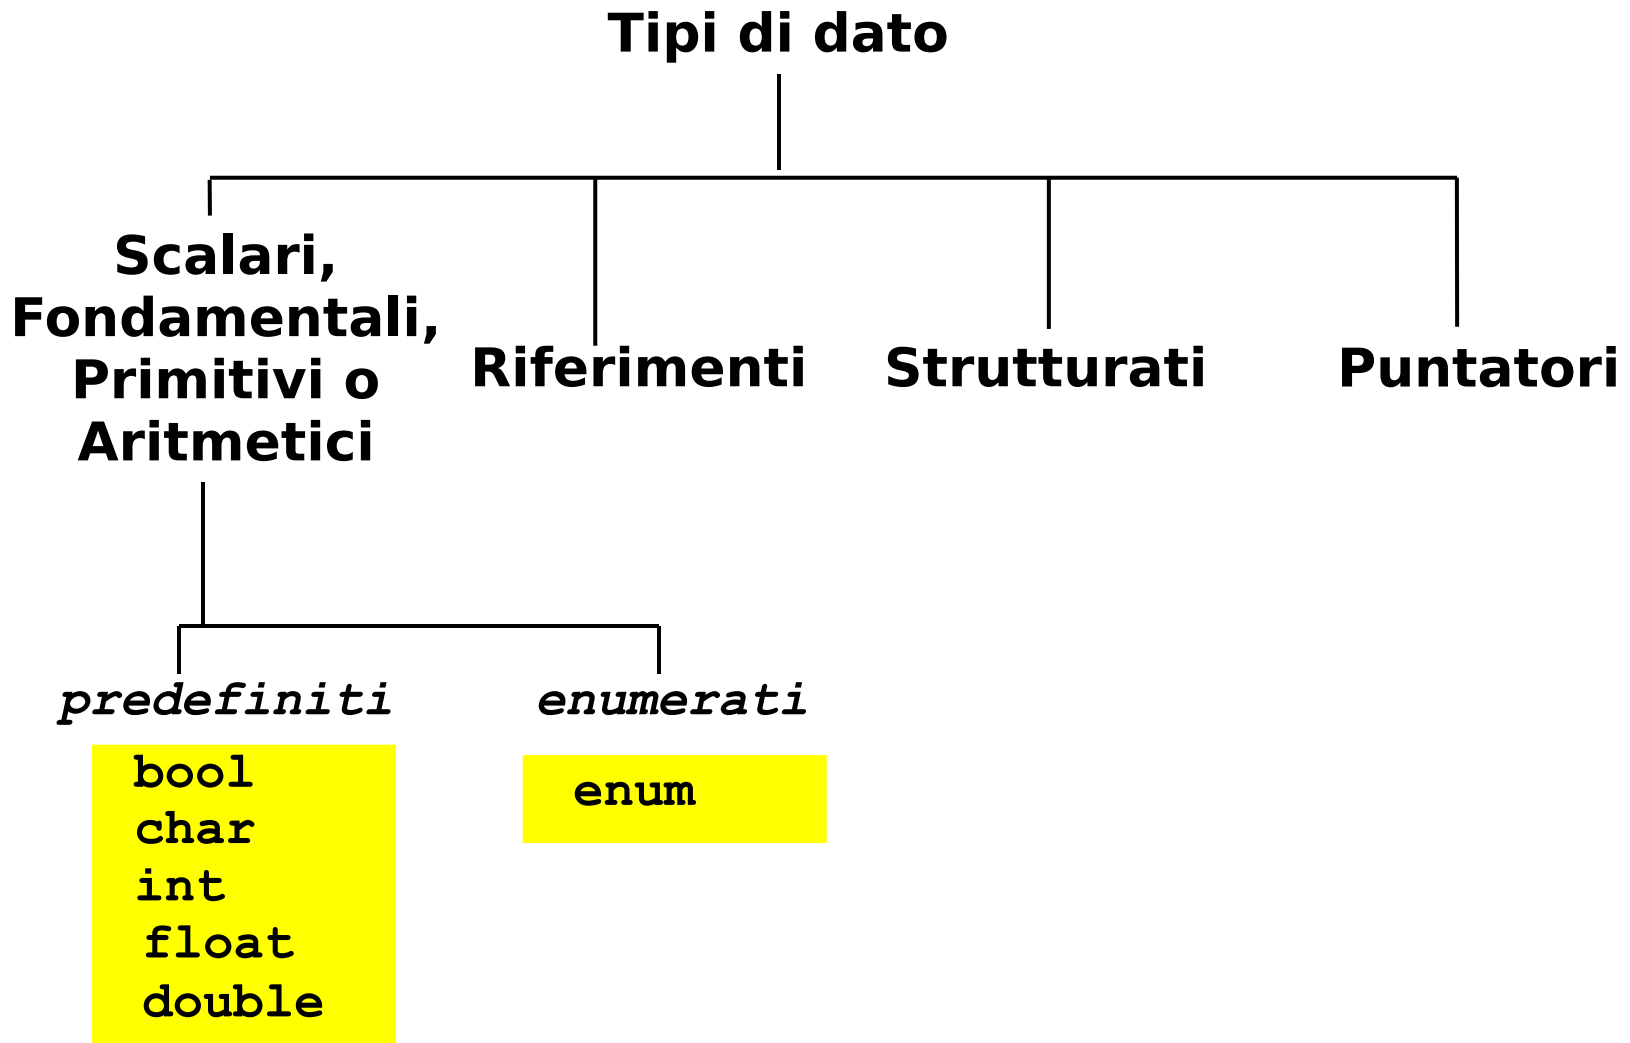 Tipi di dato
Scalari,
Fondamentali,
Primitivi o
Aritmetici
Riferimenti
Strutturati
Puntatori
predefiniti
bool
char
int
float
double
enumerati
enum